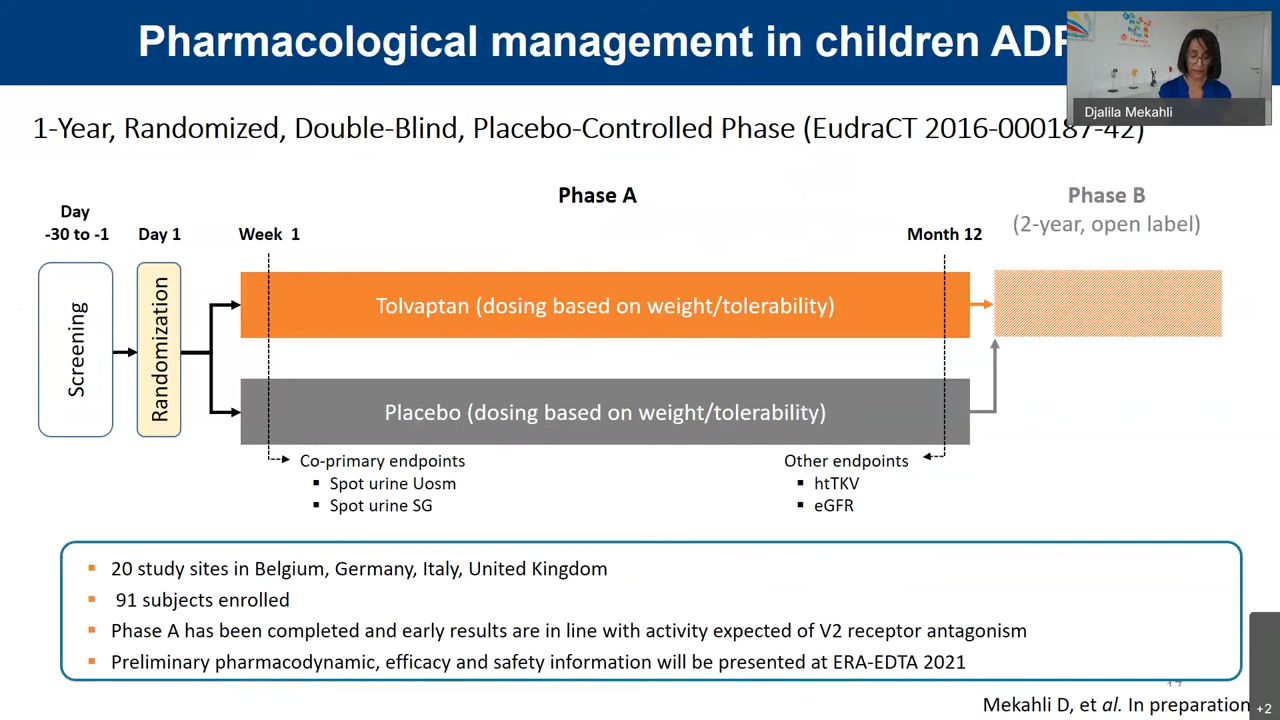 Pharmacological management in children
Djalila Mekahli
1-Year, Randomized, Double-Blind, Placebo-Controlled Phase (EudraCT 2016-000187-42)
Phase A
Phase B
(2-year, open label)
Day
-30 to -1
Day 1
Week 1
Month 12
Screening
Randomization
Tolvaptan (dosing based on weight/tolerability)
Placebo (dosing based on weight/tolerability)
Co-primary endpoints
▪ Spot urine Uosm
▪ Spot urine SG
Other endpoints
▪ htTKV
▪ eGFR
▪ 20 study sites in Belgium, Germany, Italy, United Kingdom
▪ 91 subjects enrolled
▪ Phase A has been completed and early results are in line with activity expected of V2 receptor antagonism
▪ Preliminary pharmacodynamic, efficacy and safety information will be presented at ERA-EDTA 2021
Mekahli D, et al. In preparation
+2